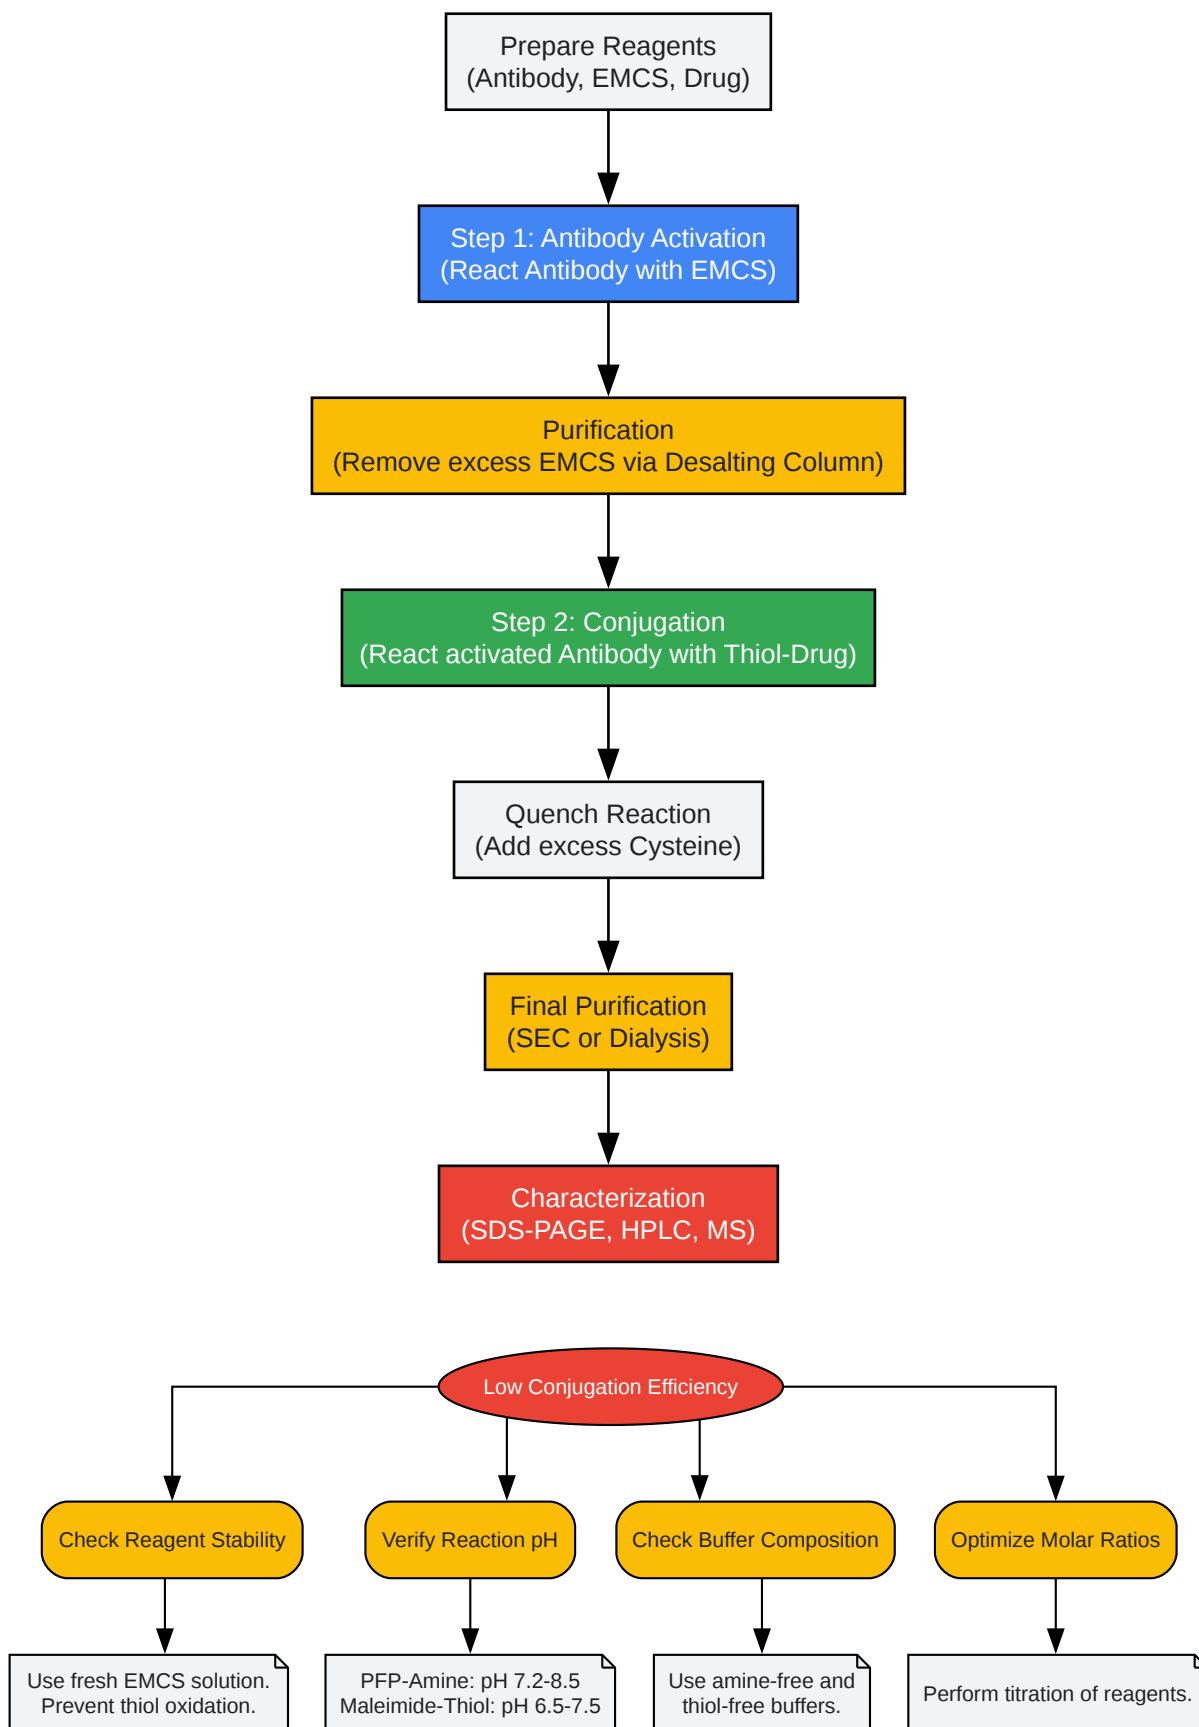 Prepare Reagents
(Antibody, EMCS, Drug)
Step 1: Antibody Activation
(React Antibody with EMCS)
Purification
(Remove excess EMCS via Desalting Column)
Step 2: Conjugation
(React activated Antibody with Thiol-Drug)
Quench Reaction
(Add excess Cysteine)
Final Purification
(SEC or Dialysis)
Characterization
(SDS-PAGE, HPLC, MS)
Low Conjugation Efficiency
Check Reagent Stability
Verify Reaction pH
Check Buffer Composition
Optimize Molar Ratios
Use fresh EMCS solution.
Prevent thiol oxidation.
PFP-Amine: pH 7.2-8.5
Maleimide-Thiol: pH 6.5-7.5
Use amine-free and
thiol-free buffers.
Perform titration of reagents.